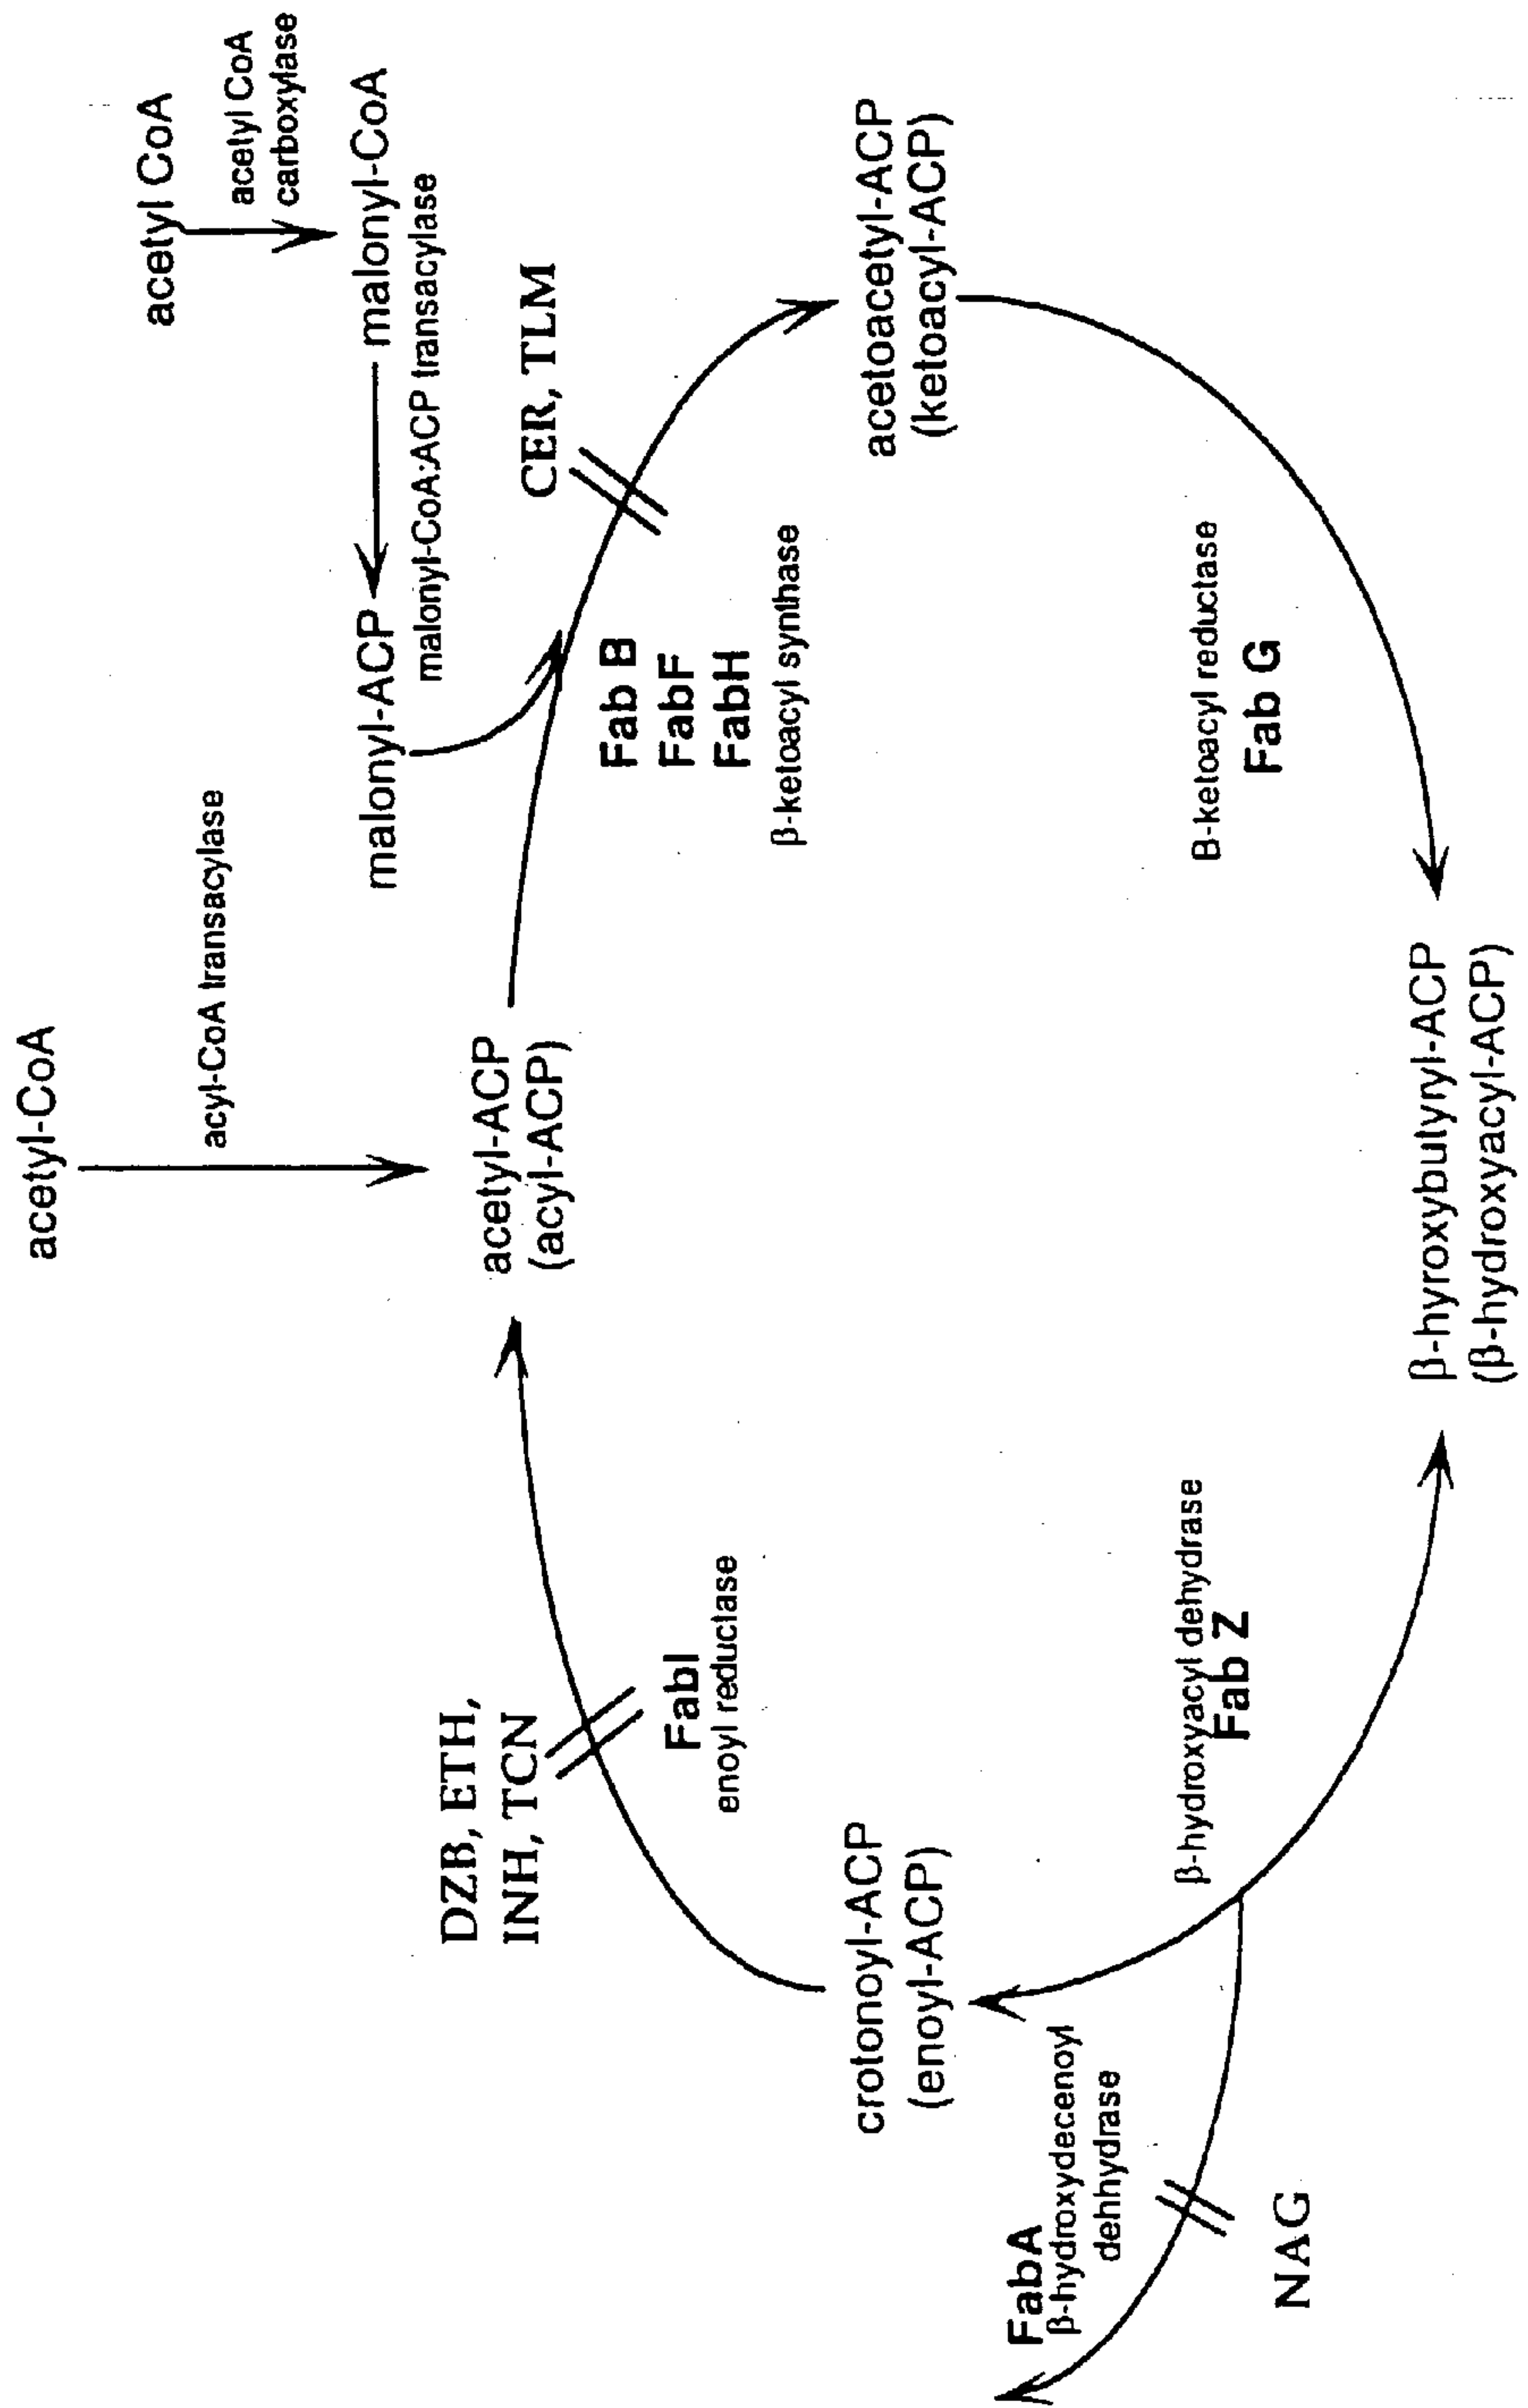 acetyl-CoA
acyl-CoA transacylase
acetyl CoA
acetyl CoA
carboxylase
malonyl-CoA
malonyl-CoA:ACP transacylase
malonyl-ACP
acetyl-ACP
(acyl-ACP)
CER, TLM
Fab B
FabF
FabH
β-ketoacyl synthase
acetoacetyl-ACP
(ketoacyl-ACP)
B-ketoacyl reductase
Fab G
β-hyroxybutyryl-ACP
(β-hydroxyacyl-ACP)
β-hydroxyacyl dehydrase
Fab Z
FabA
β-hydroxydecenoyl
dehhydrase
NAG
crotonoyl-ACP
(enoyl-ACP)
DZB, ETH,
INH, TCN
FabI
enoyl reductase